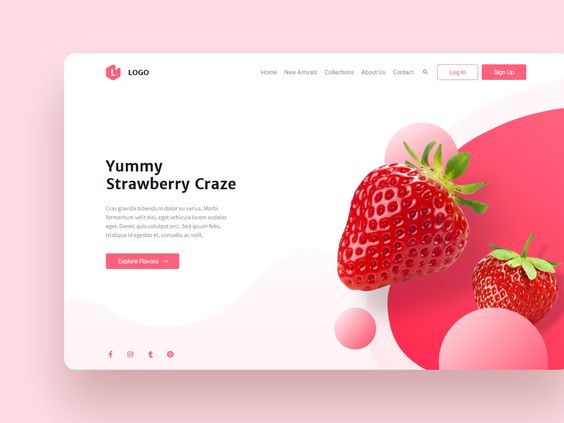 L LOGO
Home New Arrivals Collections About Us Contact Log In Sign Up
Yummy
Strawberry Craze
Cras gravida bibendum dolor eu varius. Morbi
fermentum velit nisl, eget vehicula lorem sodales
eget. Donec quis volutpat orci. Sed ipsum felis,
tristique id egestas et, convallis ac velit.
Explore Flavors →